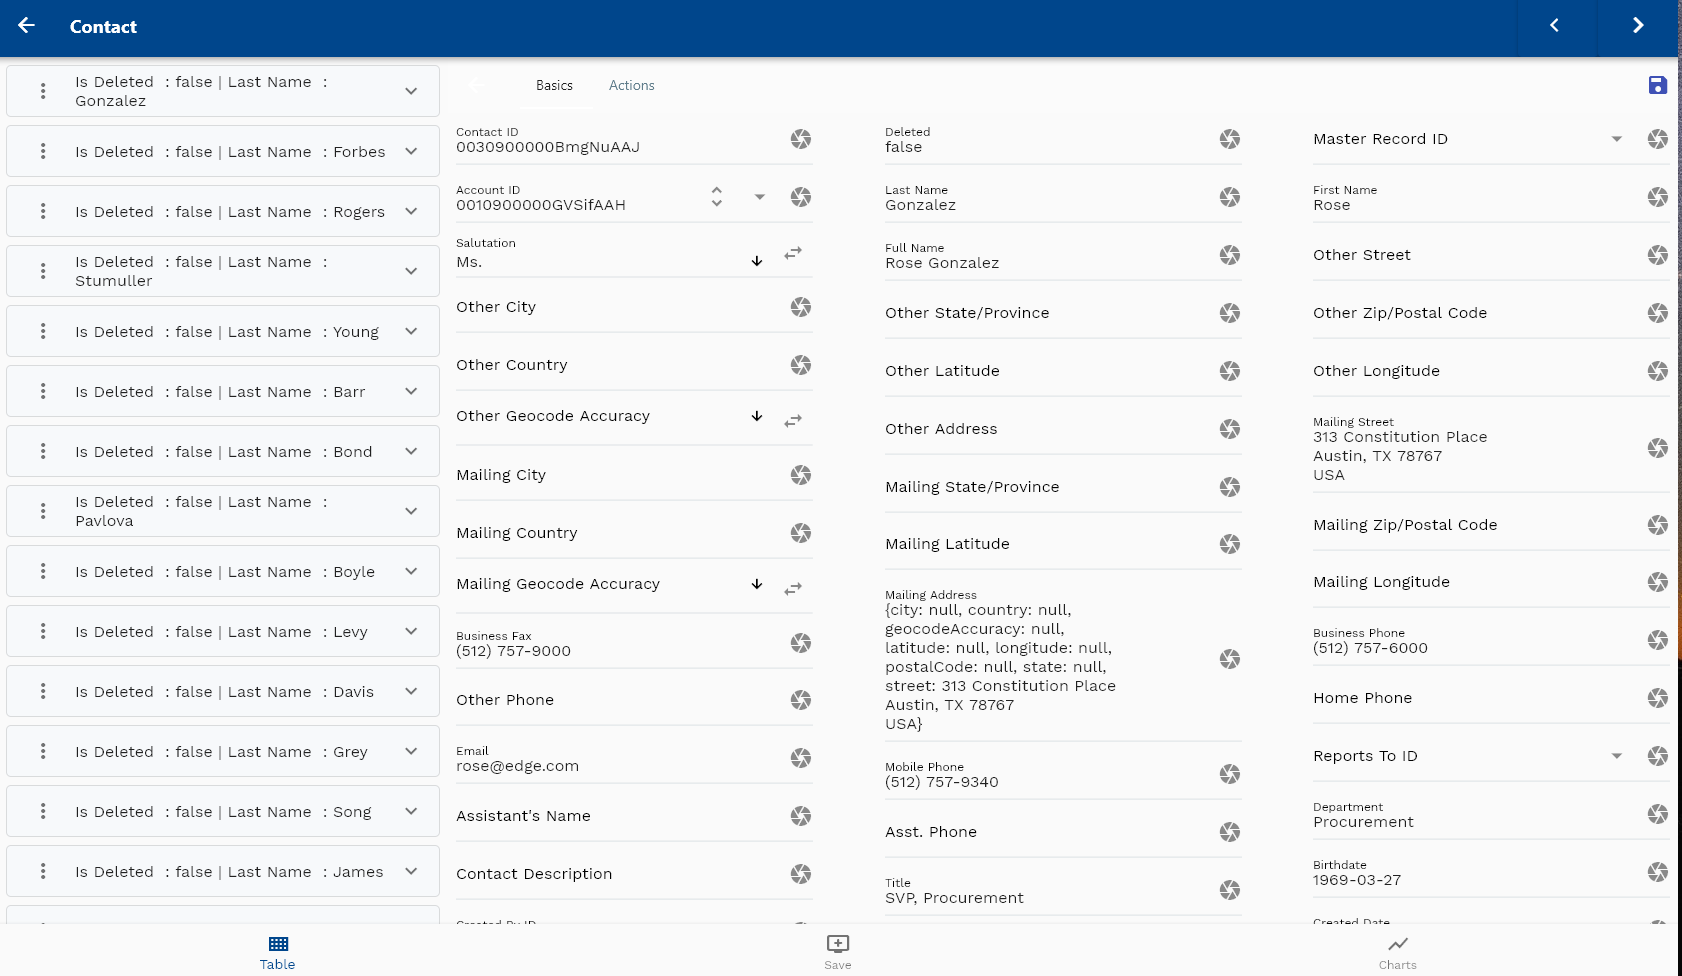 Contact
Is Deleted : false | Last Name :
Gonzalez
Is Deleted : false | Last Name : Forbes
Is Deleted : false | Last Name : Rogers
Is Deleted : false | Last Name :
Stumuller
Is Deleted : false | Last Name : Young
Is Deleted : false | Last Name : Barr
Is Deleted : false | Last Name : Bond
Is Deleted : false | Last Name :
Pavlova
Is Deleted : false | Last Name : Boyle
Is Deleted : false | Last Name : Levy
Is Deleted : false | Last Name : Davis
Is Deleted : false | Last Name : Grey
Is Deleted : false | Last Name : Song
Is Deleted : false | Last Name : James
Basics
Actions
Contact ID
0030900000BmgNuAAJ
Account ID
0010900000GVSifAAH
Salutation
Ms.
Other City
Other Country
Other Geocode Accuracy
Mailing City
Mailing Country
Mailing Geocode Accuracy
Business Fax
(512) 757-9000
Other Phone
Email
rose@edge.com
Assistant's Name
Contact Description
Created By ID
Deleted
false
Last Name
Gonzalez
Full Name
Rose Gonzalez
Other State/Province
Other Latitude
Other Address
Mailing State/Province
Mailing Latitude
Mailing Address
{city: null, country: null,
geocodeAccuracy: null,
latitude: null, longitude: null,
postalCode: null, state: null,
street: 313 Constitution Place
Austin, TX 78767
USA}
Mobile Phone
(512) 757-9340
Asst. Phone
Title
SVP, Procurement
Master Record ID
First Name
Rose
Other Street
Other Zip/Postal Code
Other Longitude
Mailing Street
313 Constitution Place
Austin, TX 78767
USA
Mailing Zip/Postal Code
Mailing Longitude
Business Phone
(512) 757-6000
Home Phone
Reports To ID
Department
Procurement
Birthdate
1969-03-27
Created Date
Table
Save
Charts